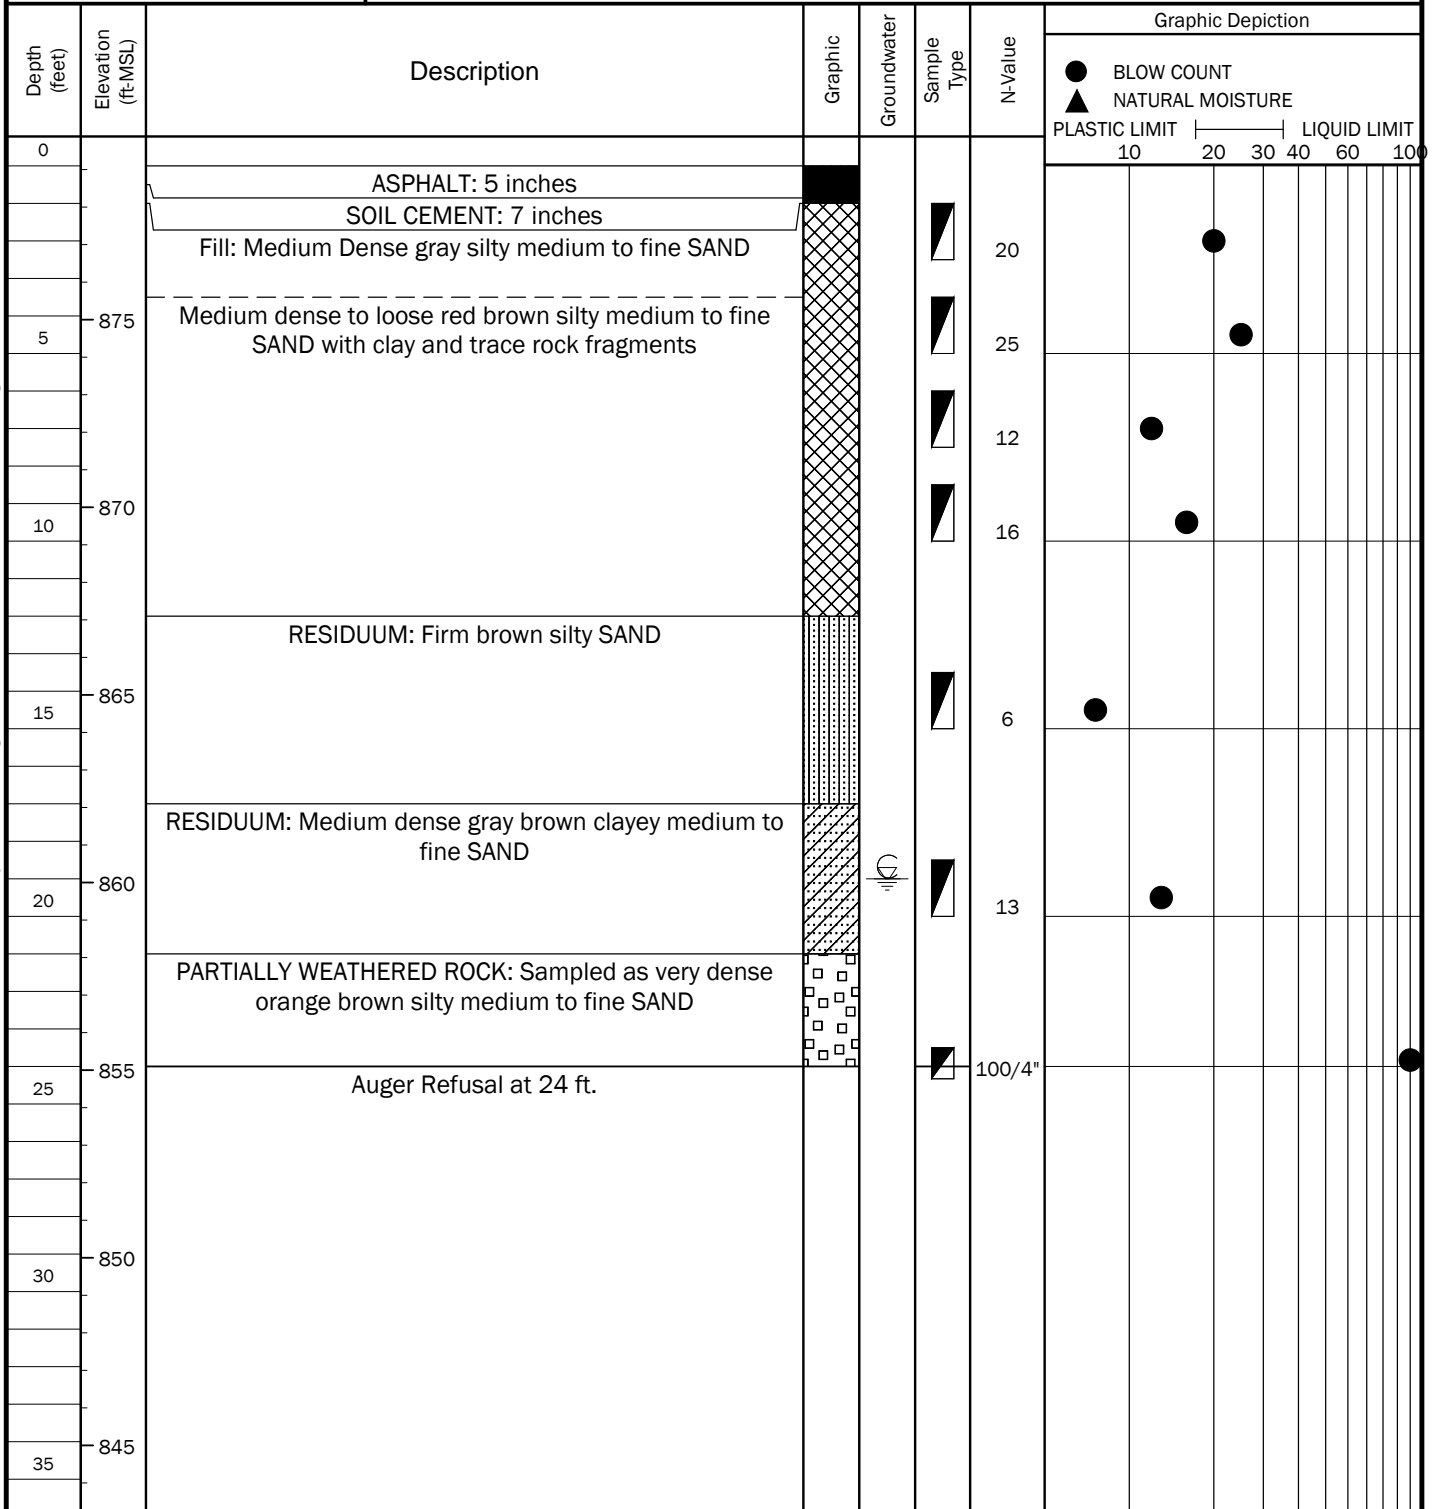 Depth
(feet)
Elevation
(ft-MSL)
Description
Graphic
Groundwater
Sample
Type
N-Value
Graphic Depiction
BLOW COUNT
NATURAL MOISTURE
PLASTIC LIMIT LIQUID LIMIT
10 20 30 40 60 100
0
ASPHALT: 5 inches
SOIL CEMENT: 7 inches
Fill: Medium Dense gray silty medium to fine SAND
20
875
Medium dense to loose red brown silty medium to fine
SAND with clay and trace rock fragments
5
25
12
870
10
16
RESIDUUM: Firm brown silty SAND
865
15
6
RESIDUUM: Medium dense gray brown clayey medium to
fine SAND
860
20
13
PARTIALLY WEATHERED ROCK: Sampled as very dense
orange brown silty medium to fine SAND
855
100/4"
25
Auger Refusal at 24 ft.
850
30
845
35